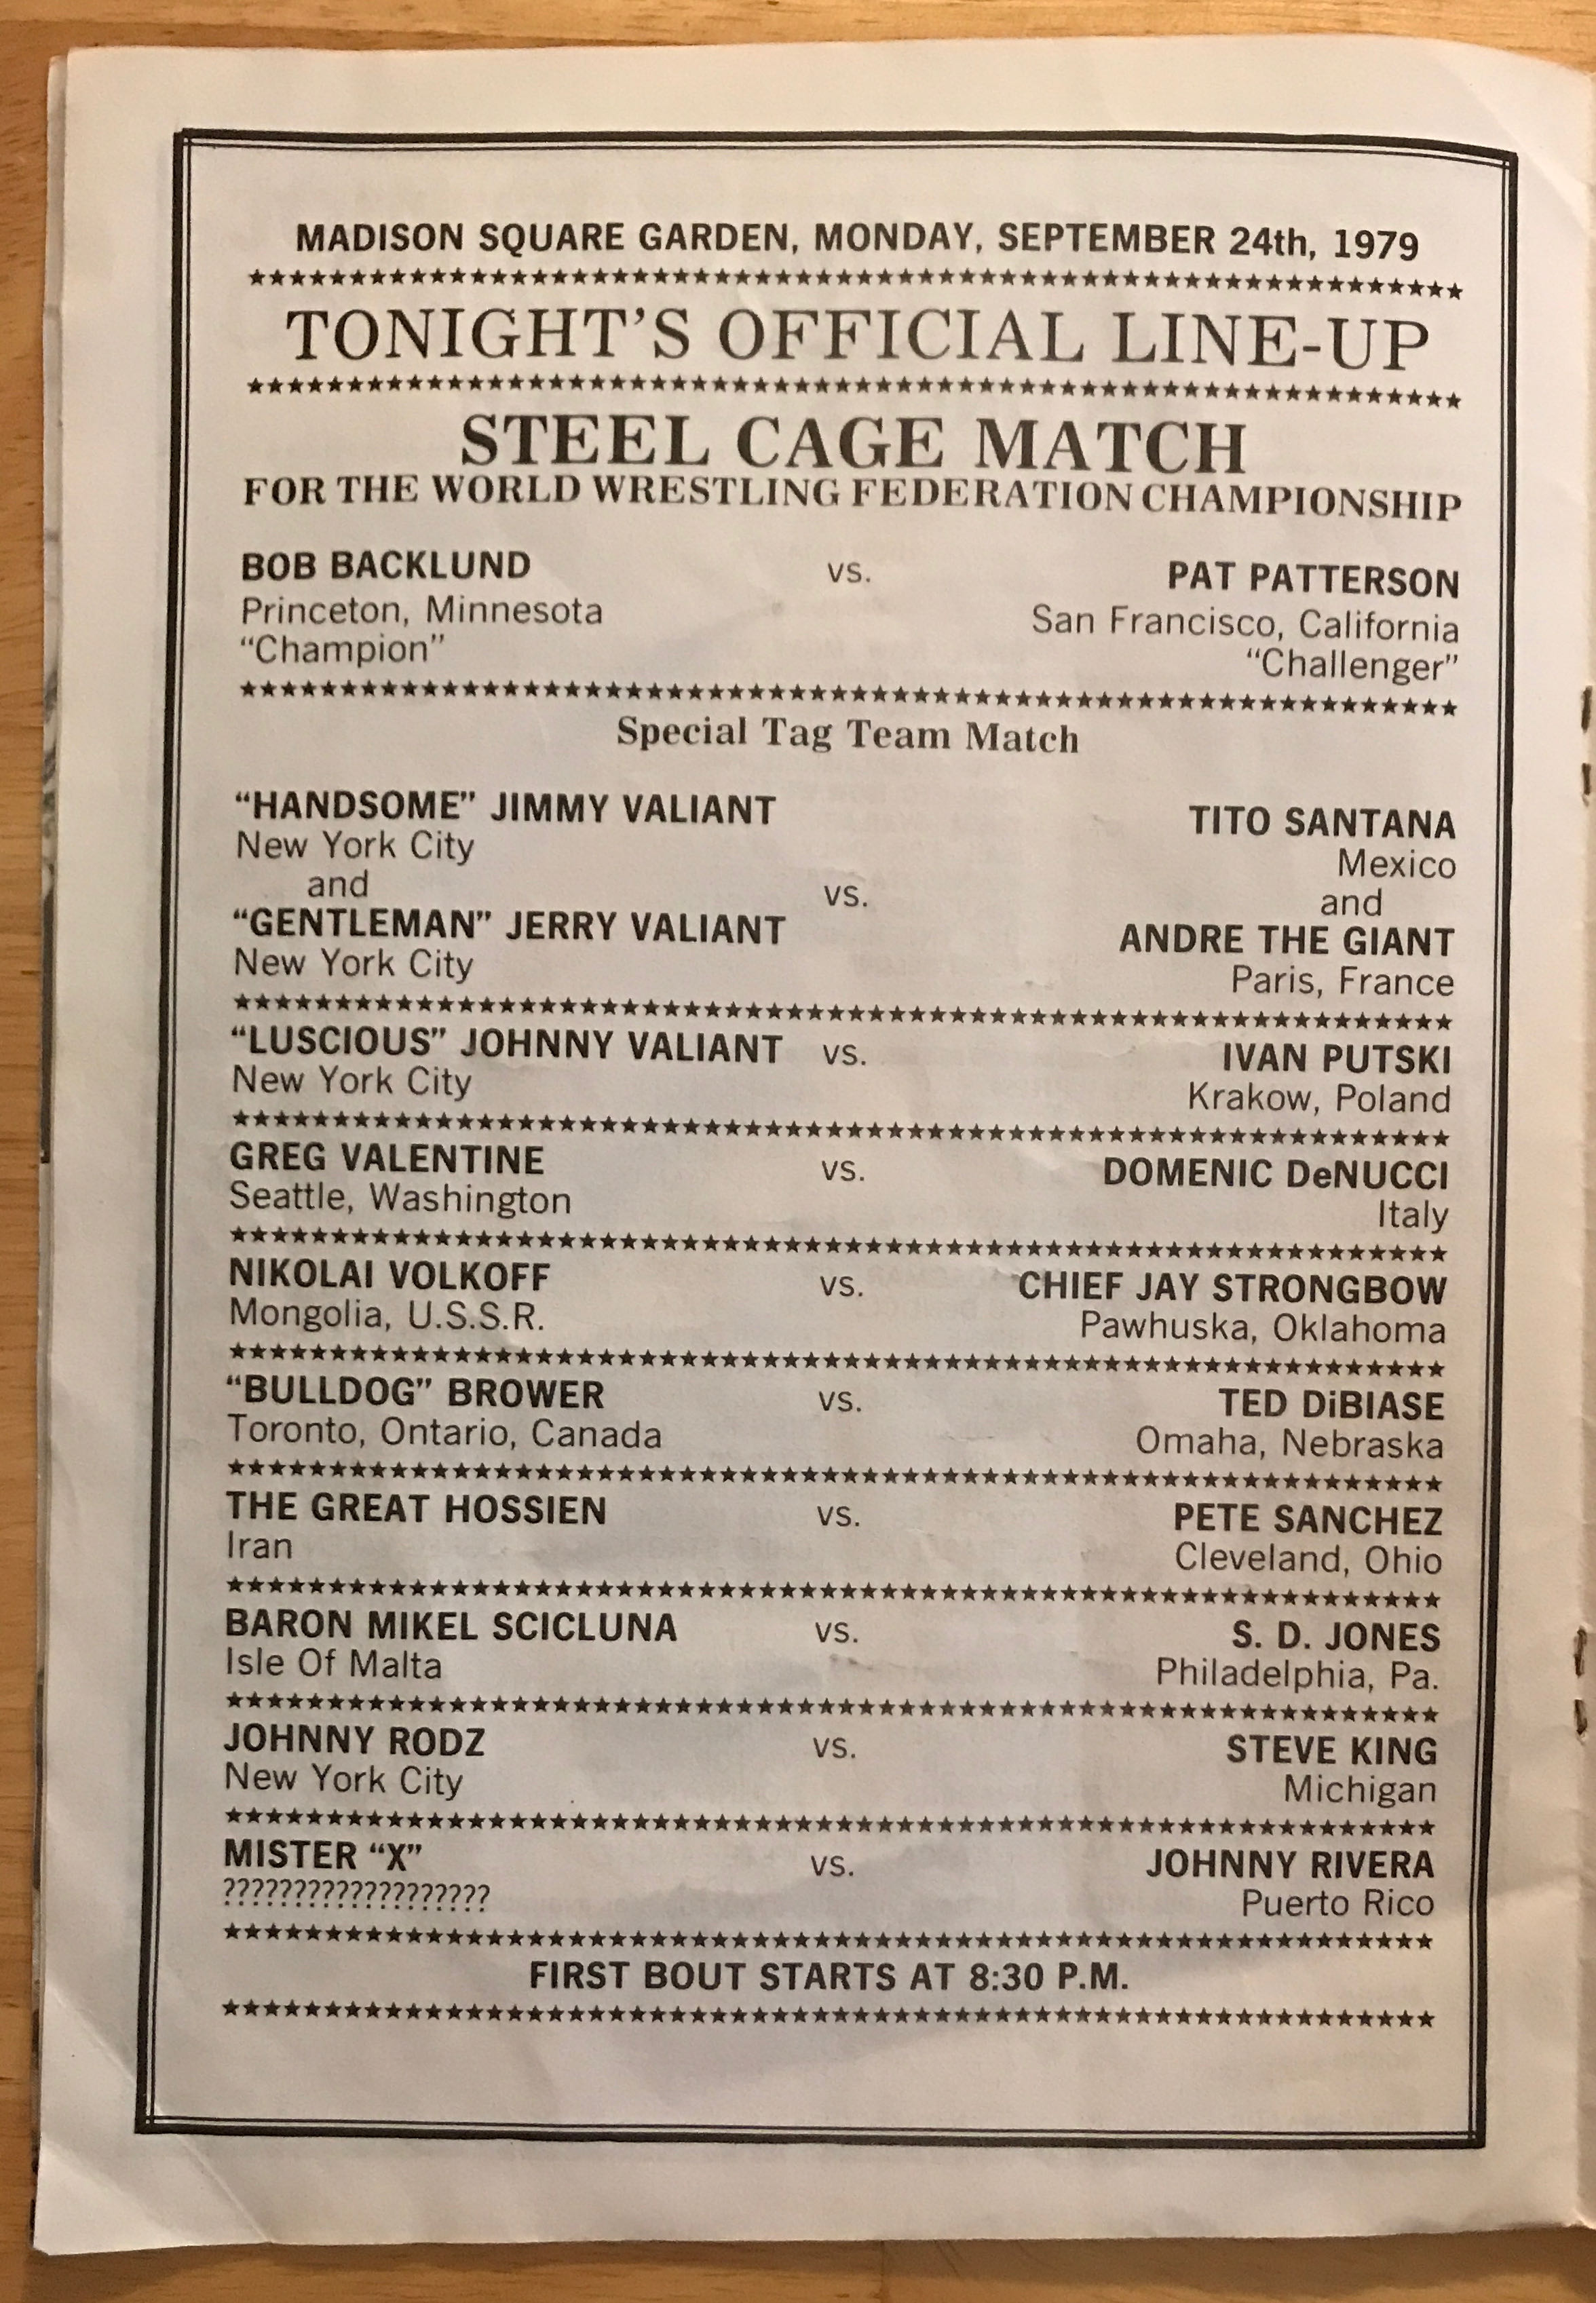 MADISON SQUARE GARDEN, MONDAY, SEPTEMBER 24th, 1979
TONIGHT'S OFFICIAL LINE-UP
STEEL CAGE MATCH
FOR THE WORLD WRESTLING FEDERATION CHAMPIONSHIP
BOB BACKLUND vs. PAT PATTERSON
Princeton, Minnesota San Francisco, California
“Champion” “Challenger”
Special Tag Team Match
“HANDSOME” JIMMY VALIANT TITO SANTANA
New York City Mexico
and vs. and
“GENTLEMAN” JERRY VALIANT ANDRE THE GIANT
New York City Paris, France
“LUSCIOUS” JOHNNY VALIANT vs. IVAN PUTSKI
New York City Krakow, Poland
GREG VALENTINE vs. DOMENIC DeNUCCI
Seattle, Washington Italy
NIKOLAI VOLKOFF vs. CHIEF JAY STRONGBOW
Mongolia, U.S.S.R. Pawhuska, Oklahoma
“BULLDOG” BROWER vs. TED DiBIASE
Toronto, Ontario, Canada Omaha, Nebraska
THE GREAT HOSSIEN vs. PETE SANCHEZ
Iran Cleveland, Ohio
BARON MIKEL SCICLUNA vs. S. D. JONES
Isle Of Malta Philadelphia, Pa.
JOHNNY RODZ vs. STEVE KING
New York City Michigan
MISTER “X” vs. JOHNNY RIVERA
??????????????????? Puerto Rico
FIRST BOUT STARTS AT 8:30 P.M.